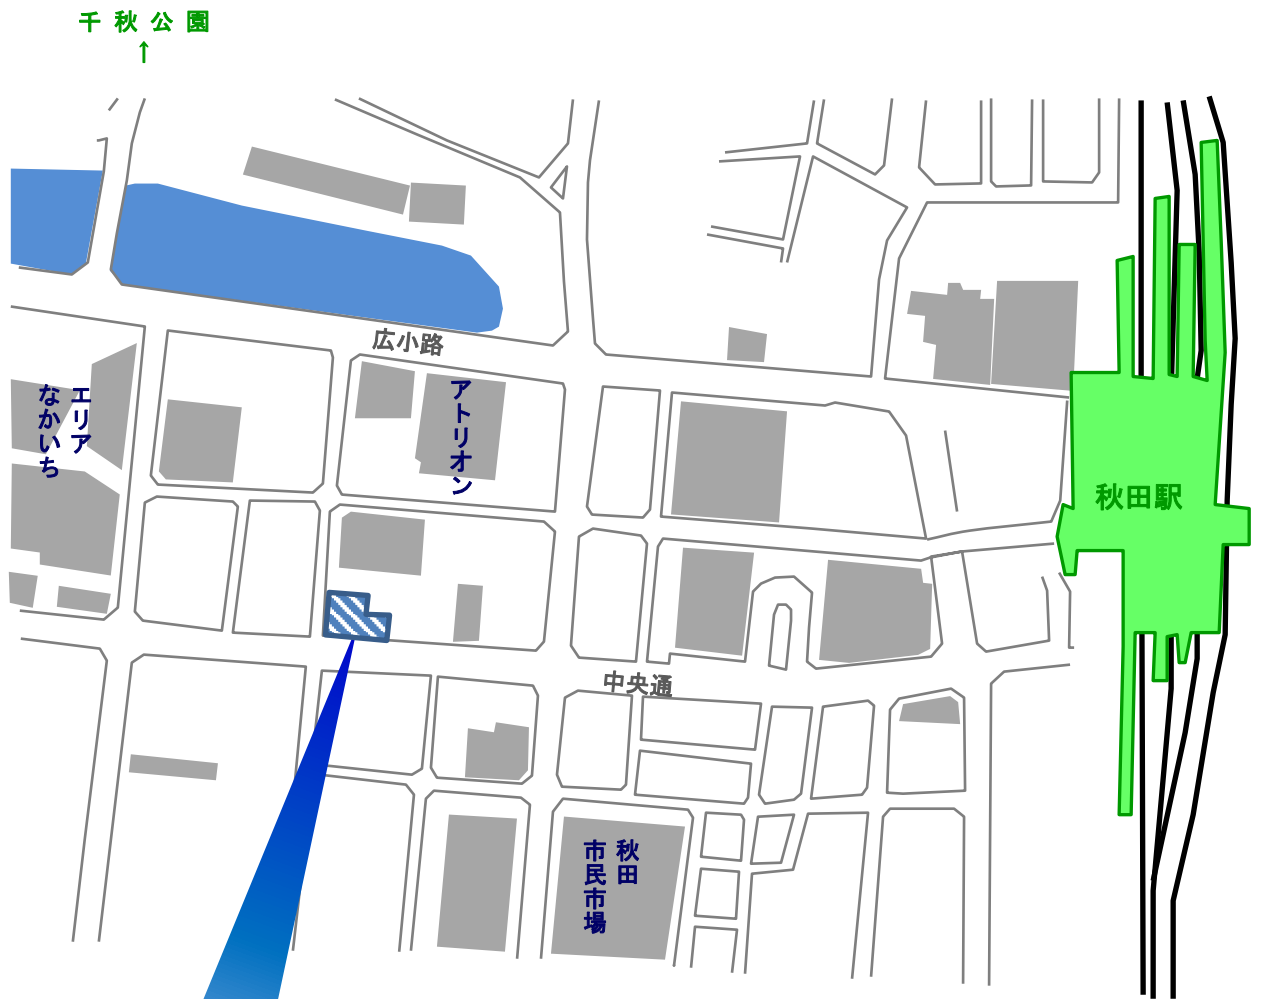 千秋公園
↑
広小路
エリア
なかいち
アトリオン
秋田駅
中央通
秋田
市民市場